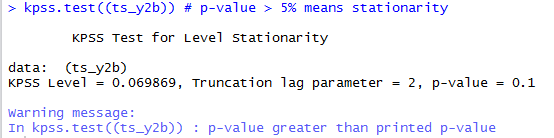 > kpss.test((ts_y2b)) # p-value > 5% means stationarity
KPSS Test for Level Stationarity
data:  (ts_y2b)
KPSS Level = 0.069869, Truncation lag parameter = 2, p-value = 0.1
Warning message:
In kpss.test((ts_y2b)) : p-value greater than printed p-value